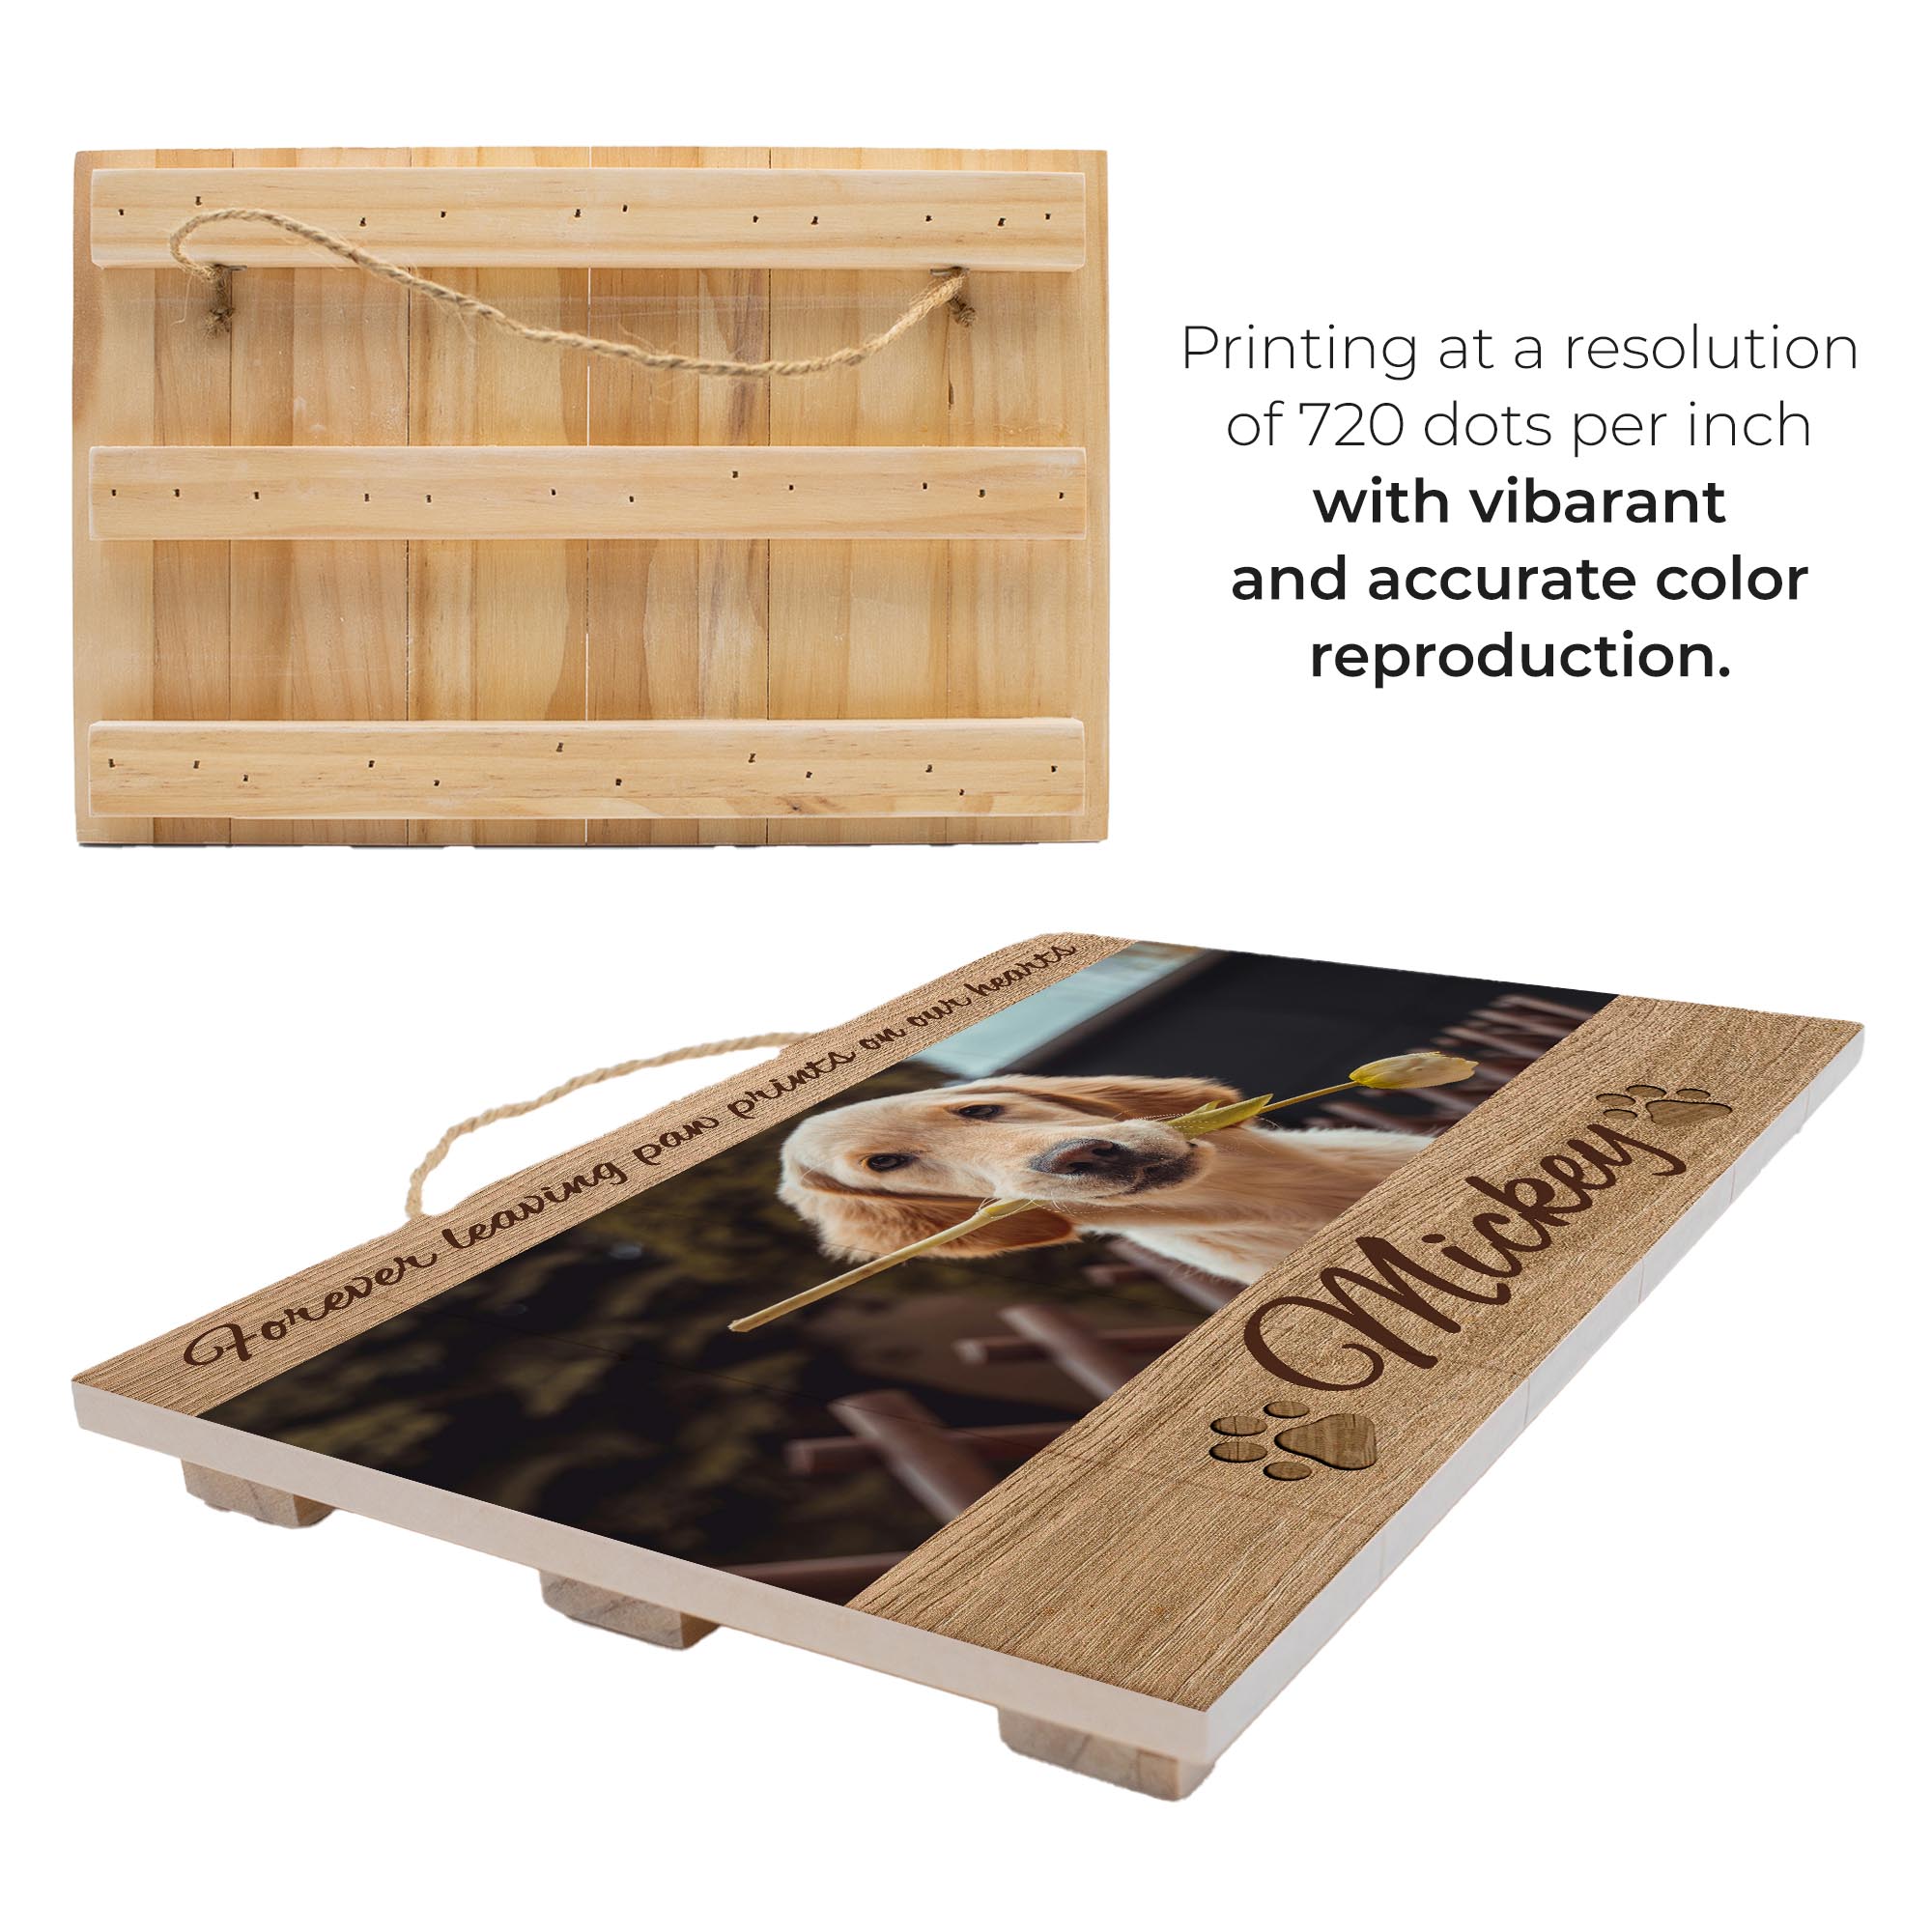 Printing at a resolution
of 720 dots per inch
with vibarant
and accurate color
reproduction.
Forever leaving paw prints on our hearts
Mickey